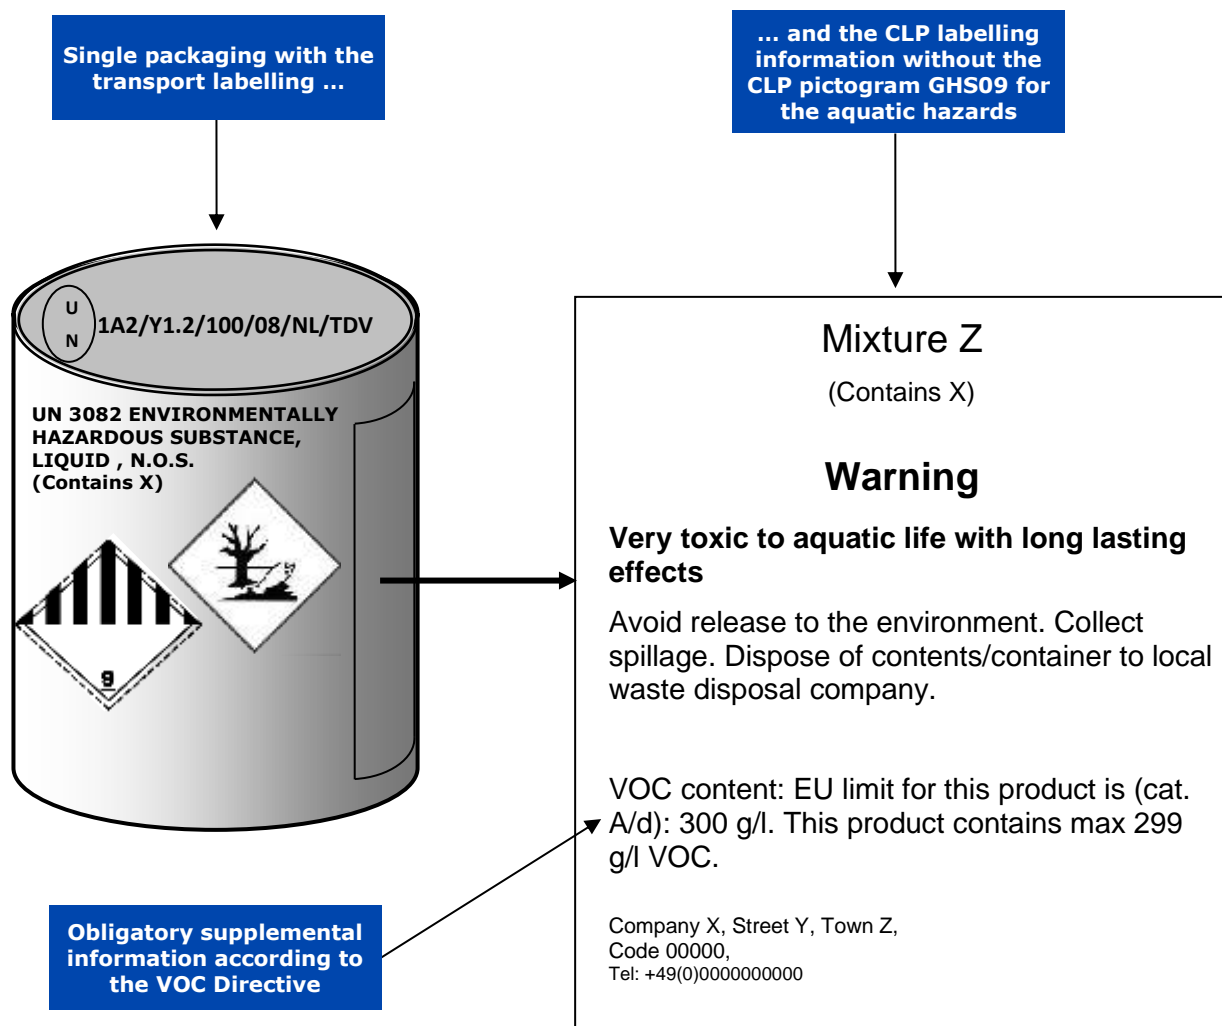 Single packaging with the
transport labelling ...
... and the CLP labelling
information without the
CLP pictogram GHS09 for
the aquatic hazards
U
N
1A2/Y1.2/100/08/NL/TDV
UN 3082 ENVIRONMENTALLY
HAZARDOUS SUBSTANCE,
LIQUID , N.O.S.
(Contains X)
9
Mixture Z
(Contains X)
Warning
Very toxic to aquatic life with long lasting
effects
Avoid release to the environment. Collect
spillage. Dispose of contents/container to local
waste disposal company.
VOC content: EU limit for this product is (cat.
A/d): 300 g/l. This product contains max 299
g/l VOC.
Company X, Street Y, Town Z,
Code 00000,
Tel: +49(0)0000000000
Obligatory supplemental
information according to
the VOC Directive